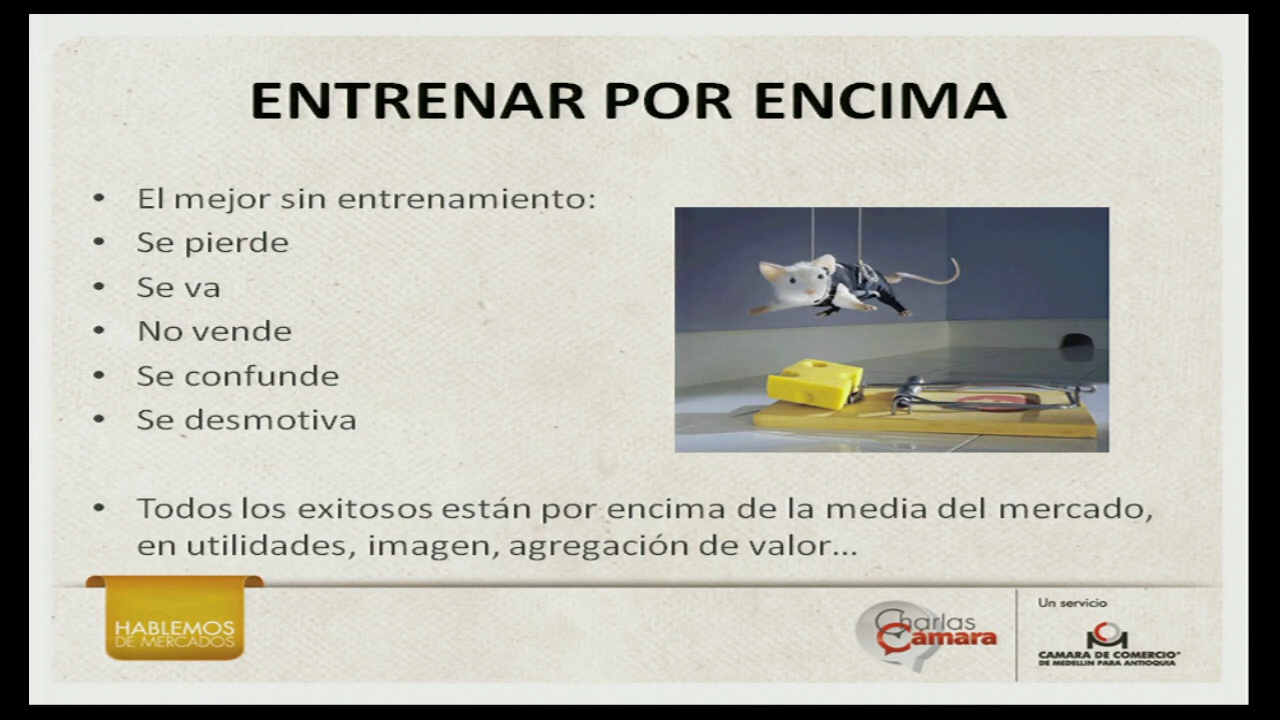 ENTRENAR POR ENCIMA
• El mejor sin entrenamiento:
• Se pierde
• Se va
• No vende
• Se confunde
• Se desmotiva
• Todos los exitosos están por encima de la media del mercado,
en utilidades, imagen, agregación de valor...
HABLEMOS
DE MERCADOS
Charlas
Cámara
Un servicio
CAMARA DE COMERCIO
DE MEDELLIN PARA ANTIOQUIA